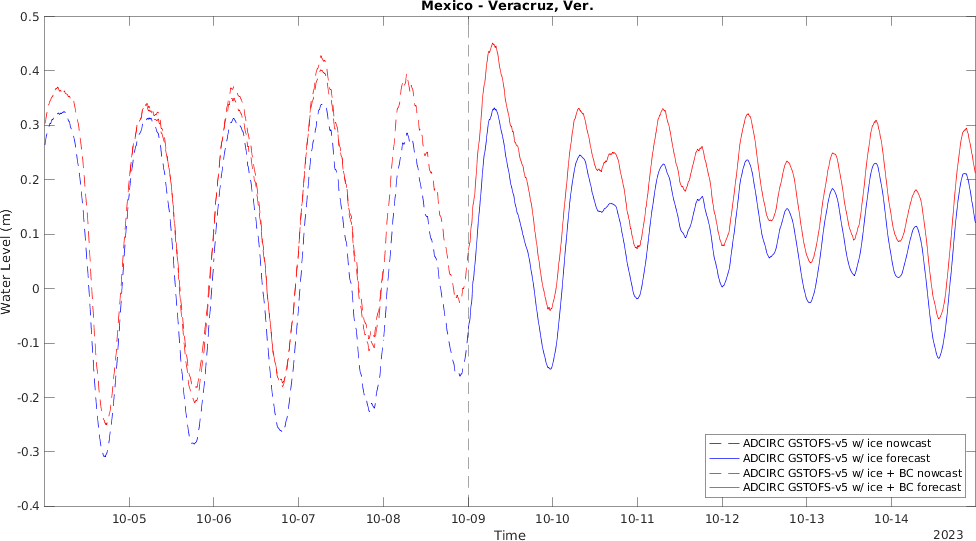 Mexico - Veracruz, Ver.
0.5
0.4
0.3
0.2
0.1
0
-0.1
-0.2
-0.3
-0.4
Water Level (m)
10-05 10-06 10-07 10-08 10-09 10-10 10-11 10-12 10-13 10-14
Time
2023
ADCIRC GSTOFS-v5 w/ ice nowcast
ADCIRC GSTOFS-v5 w/ ice forecast
ADCIRC GSTOFS-v5 w/ ice + BC nowcast
ADCIRC GSTOFS-v5 w/ ice + BC forecast